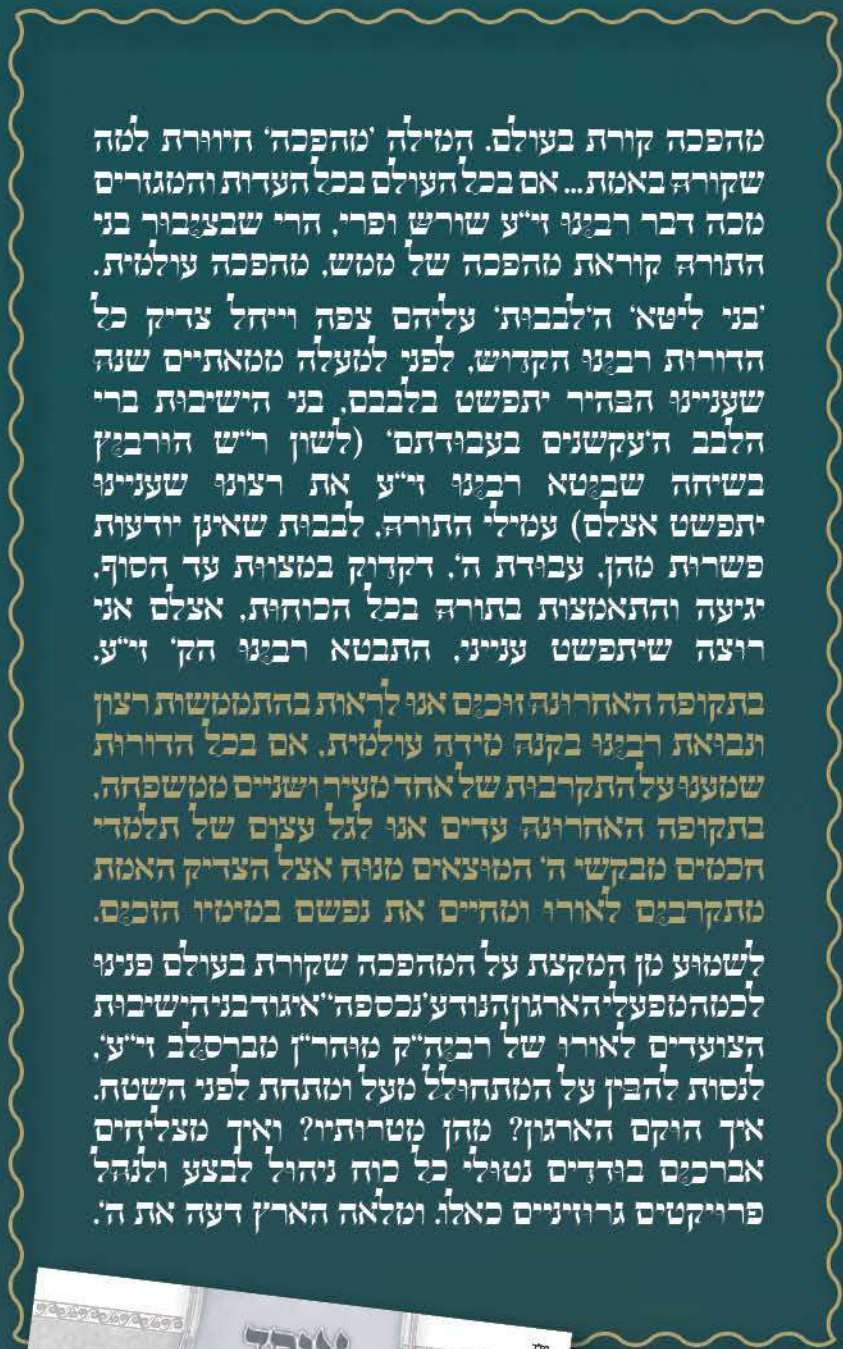 מהפכה קורת בעולם. המילה 'מהפכה' חיוורת למה
שקורה באמת... אם בכל העולם בכל העדות והמגזרים
מכה דבר רבינו זי"ע שורש ופרי, הרי שבציבור בני
התורה קוראת מהפכה של ממש, מהפכה עולמית.
'בני ליטא' ה'לבבות' עליהם צפה וייחל צדיק כל
הדורות רבינו הקדוש, לפני למעלה ממאתיים שנה
שעניינו הבהיר יתפשט בלבבם, בני הישיבות ברי
הלבב ה'עקשנים בעבודתם' (לשון ר"ש הורביץ
בשיחה שביטא רבינו זי"ע את רצונו שעניינו
יתפשט אצלם) עמילי התורה, לבבות שאינן יודעות
פשרות מהן, עבודת ה', דקדוק במצוות עד הסוף,
יגיעה והתאמצות בתורה בכל הכוחות, אצלם אני
רוצה שיתפשט ענייני, התבטא רבינו הק' זי"ע.
בתקופה האחרונה זוכים אנו לראות בהתממשות רצון
ונבואת רבינו בקנה מידה עולמית, אם בכל הדורות
שמענו על התקרבות של אחד מעיר ושניים ממשפחה,
בתקופה האחרונה עדים אנו לגל עצום של תלמדי
חכמים מבקשי ה' המוצאים מנוח אצל הצדיק האמת
מתקרבים לאורו ומחיים את נפשם במימיו הזכים.
לשמוע מן המקצת על המהפכה שקורת בעולם פנינו
לכמה מפעלי הארגון הנודע 'נכספה' 'איגוד בני הישיבות
הצועדים לאורו של רביה"ק מוהר"ן מברסלב זי"ע',
לנסות להבין על המתחולל מעל ומתחת לפני השטח.
איך הוקם הארגון? מהן מטרותיו? ואיך מצליחים
אברכים בודדים נטולי כל כוח ניהול לבצע ולנהל
פרוייקטים גרוזיניים כאלו. ומלאה הארץ דעה את ה'.